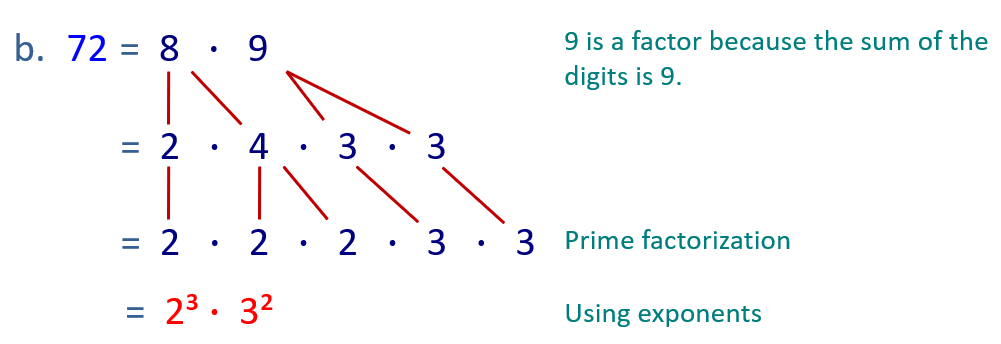 b. 72 = 8 · 9 9 is a factor because the sum of the
digits is 9.
= 2 · 4 · 3 · 3
= 2 · 2 · 2 · 3 · 3 Prime factorization
= 2³ · 3² Using exponents